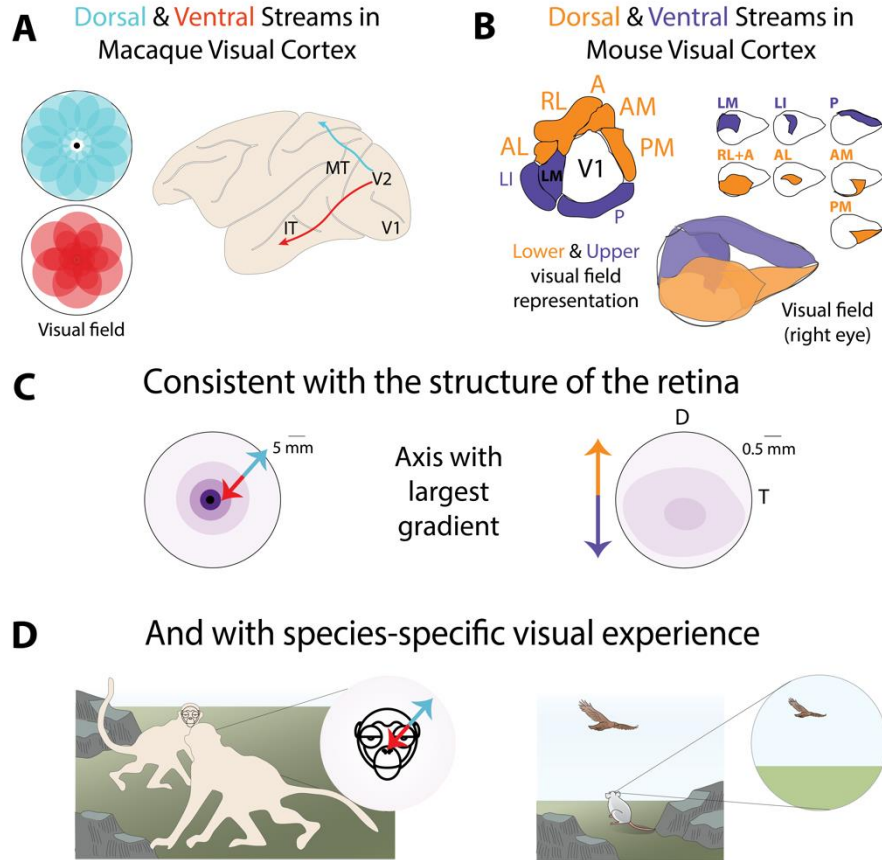 A
Dorsal & Ventral Streams in
Macaque Visual Cortex
MT
V2
IT
V1
Visual field
B
Dorsal & Ventral Streams in
Mouse Visual Cortex
A
RL
AM
AL
PM
LI
LM
V1
P
LM
LI
P
RL+A
AL
AM
PM
Lower & Upper
visual field
representation
Visual field
(right eye)
C
Consistent with the structure of the retina
5 mm
Axis with
largest
gradient
D
0.5 mm
T
D
And with species-specific visual experience